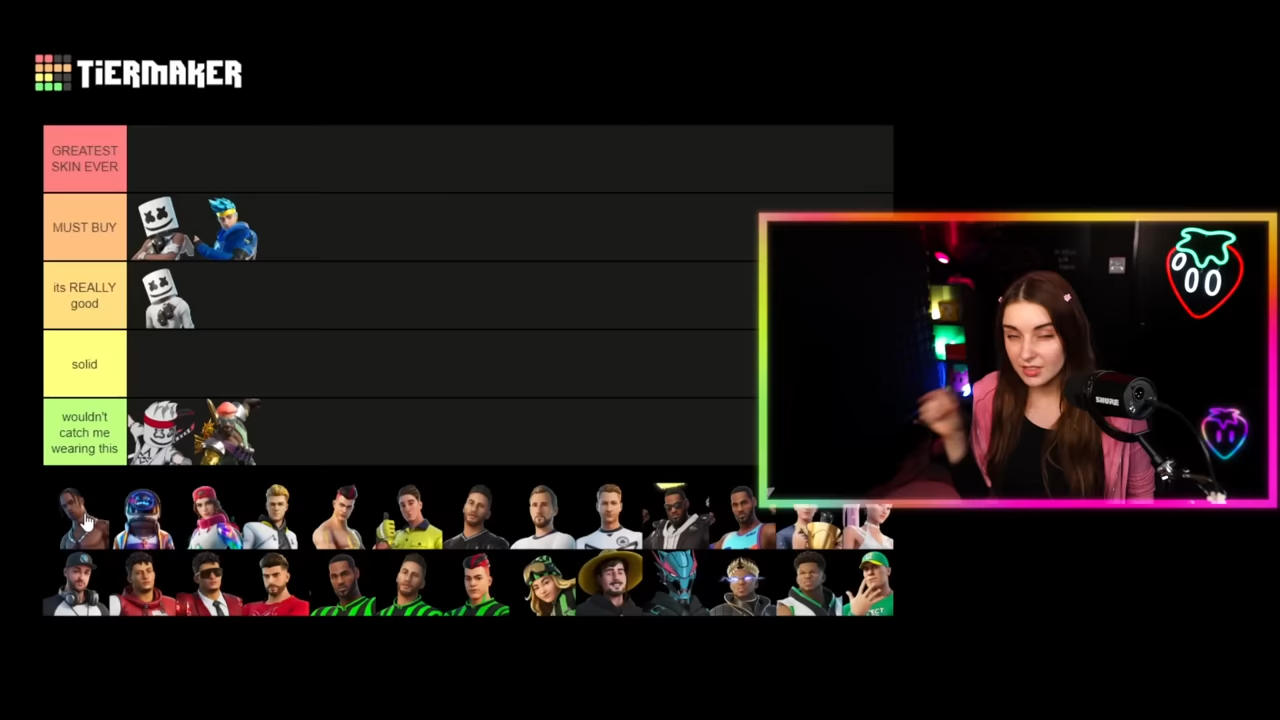 TiERMAKER
GREATEST
SKIN EVER
MUST BUY
its REALLY
good
solid
wouldn't
catch me
wearing this
SHURE